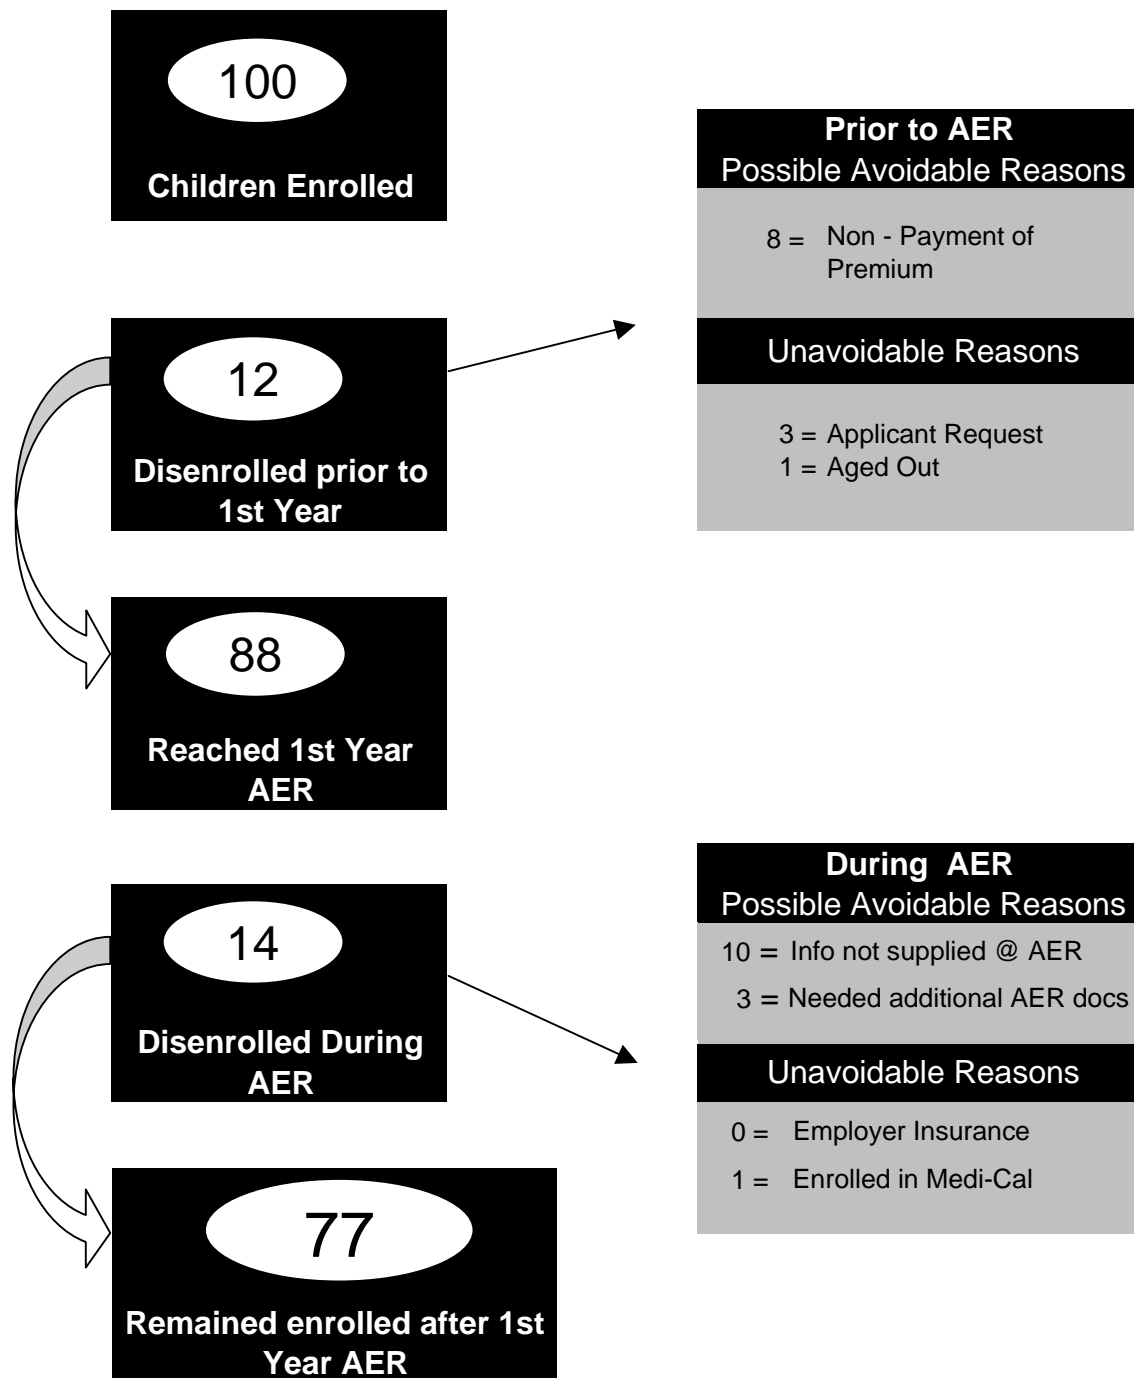 100
Children Enrolled
12
Disenrolled prior to
1st Year
88
Reached 1st Year
AER
14
Disenrolled During
AER
77
Remained enrolled after 1st
Year AER
Prior to AER
Possible Avoidable Reasons
8 = Non - Payment of
Premium
Unavoidable Reasons
3 = Applicant Request
1 = Aged Out
During AER
Possible Avoidable Reasons
10 = Info not supplied @ AER
3 = Needed additional AER docs
Unavoidable Reasons
0 = Employer Insurance
1 = Enrolled in Medi-Cal